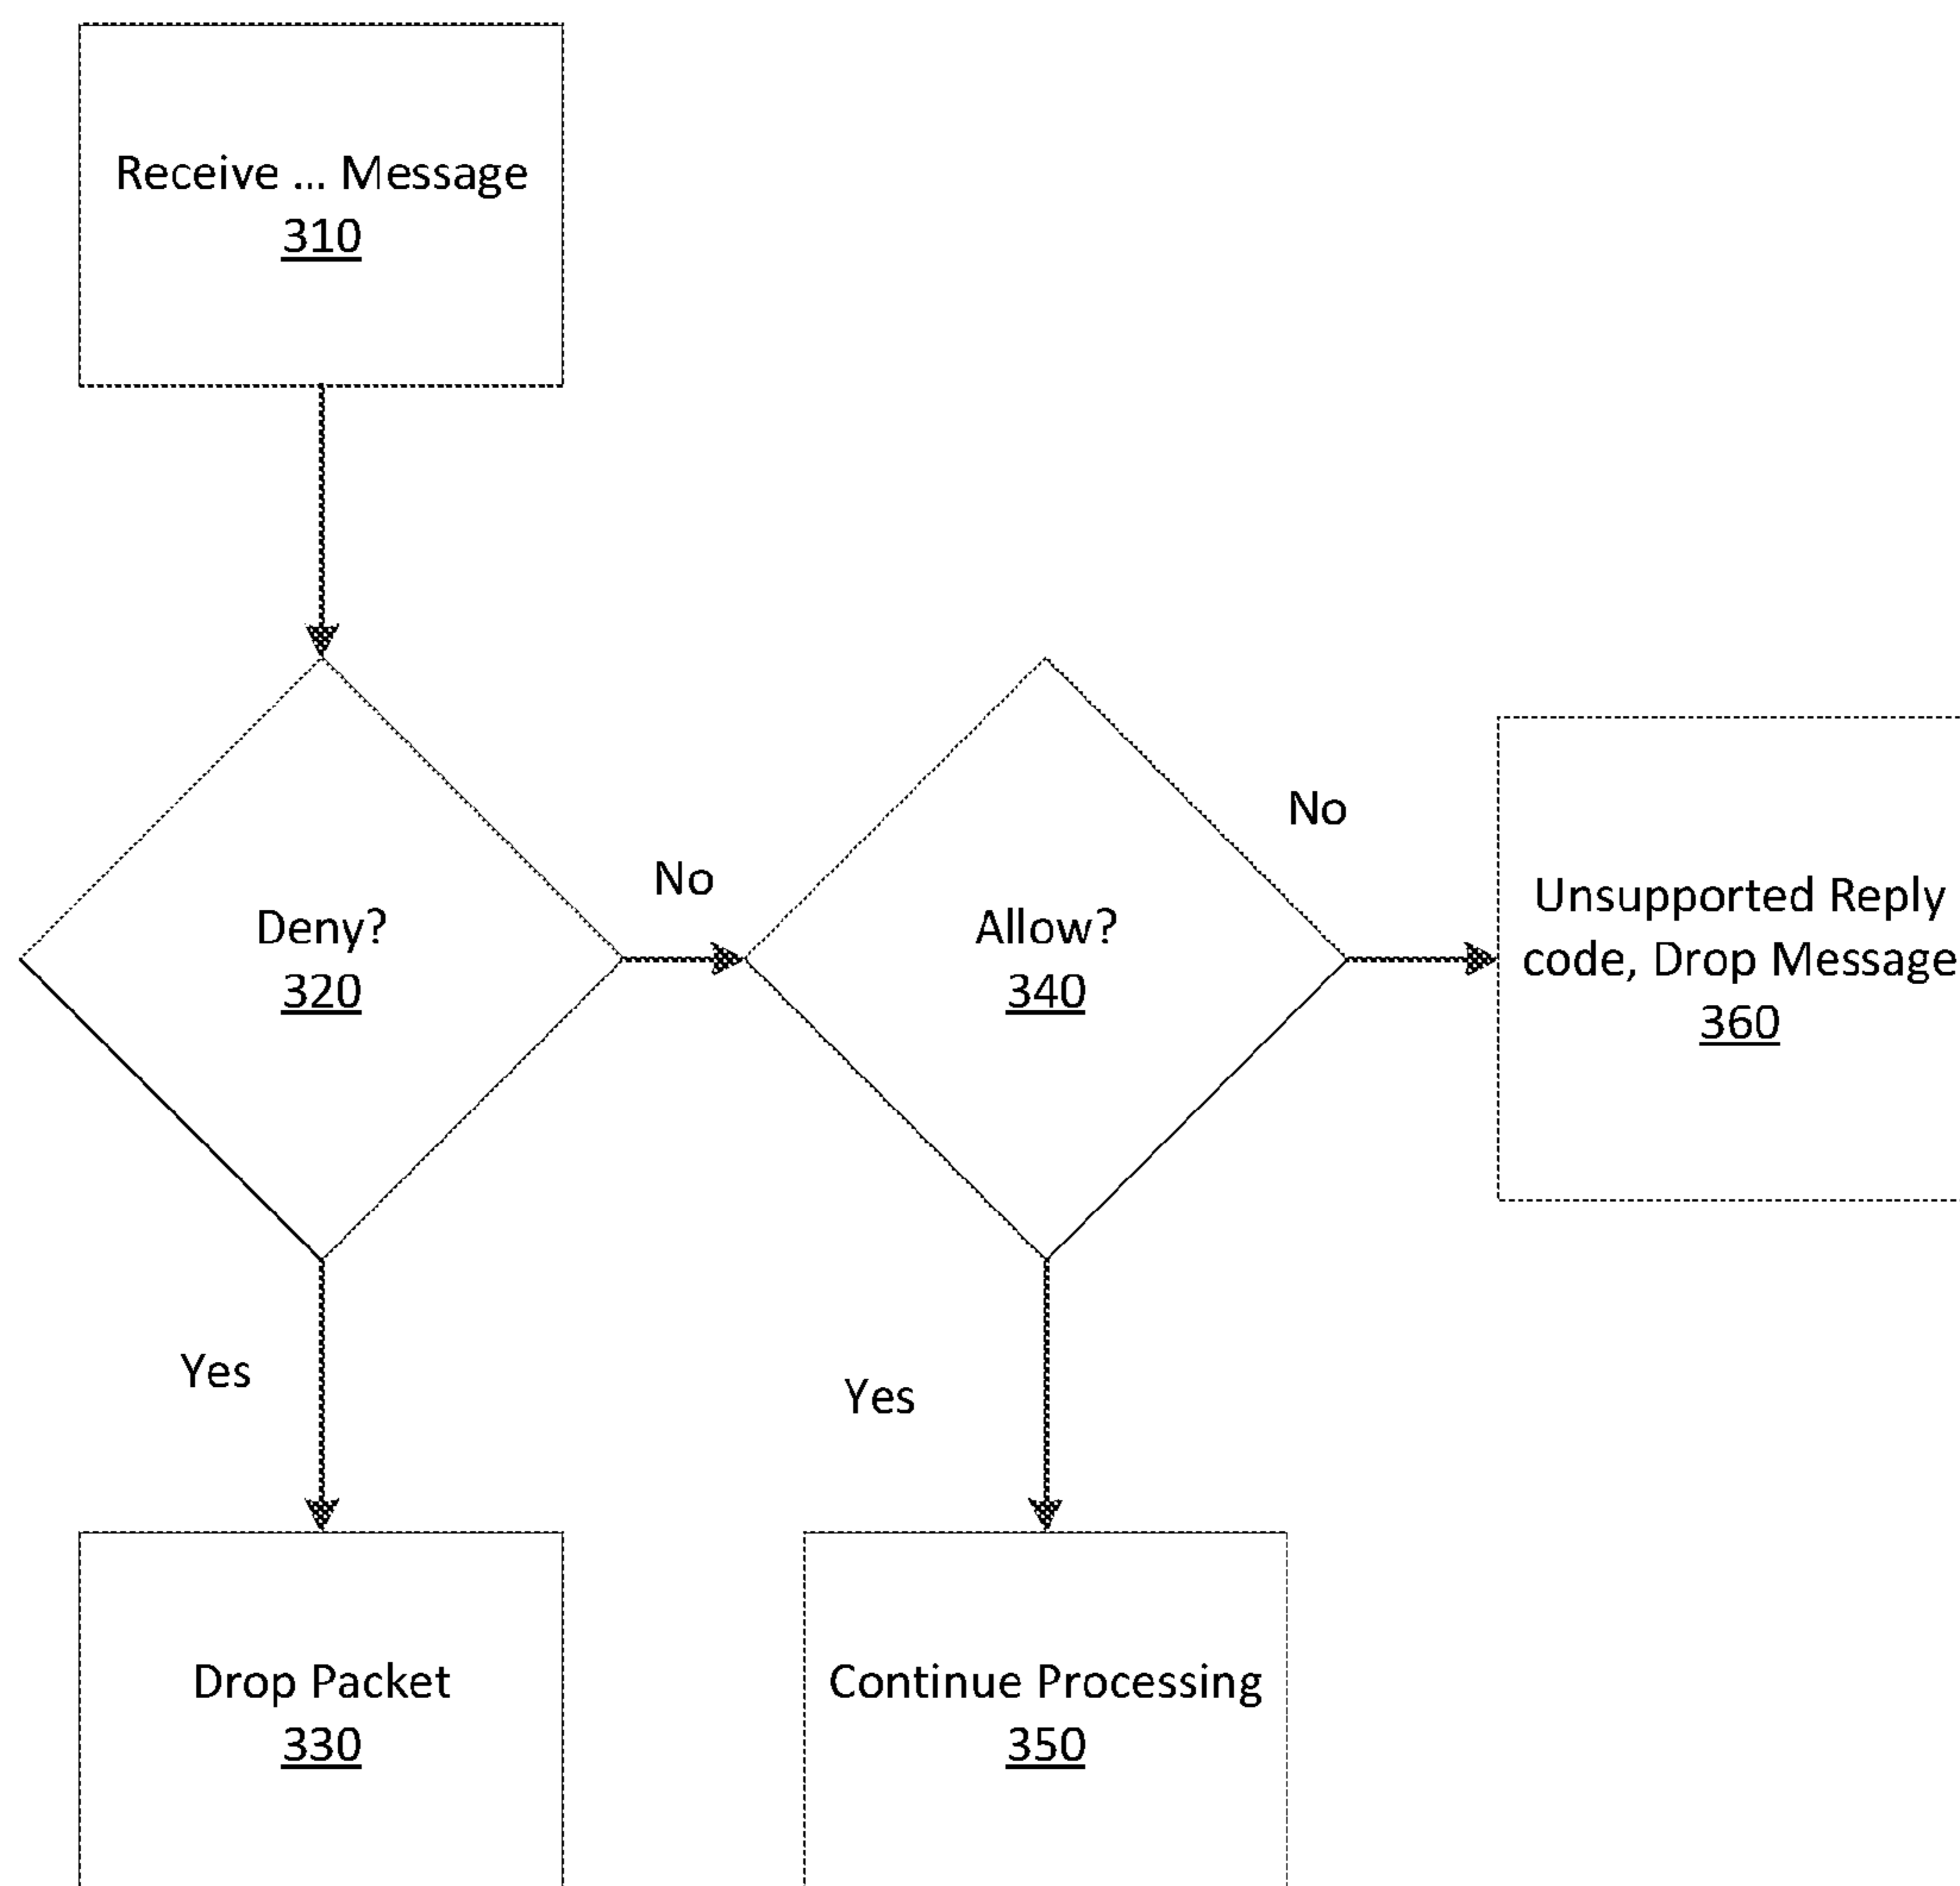 Receive ... Message
310
Deny?
320
No
Allow?
340
No
Unsupported Reply
code, Drop Message
360
Yes
Yes
Drop Packet
330
Continue Processing
350